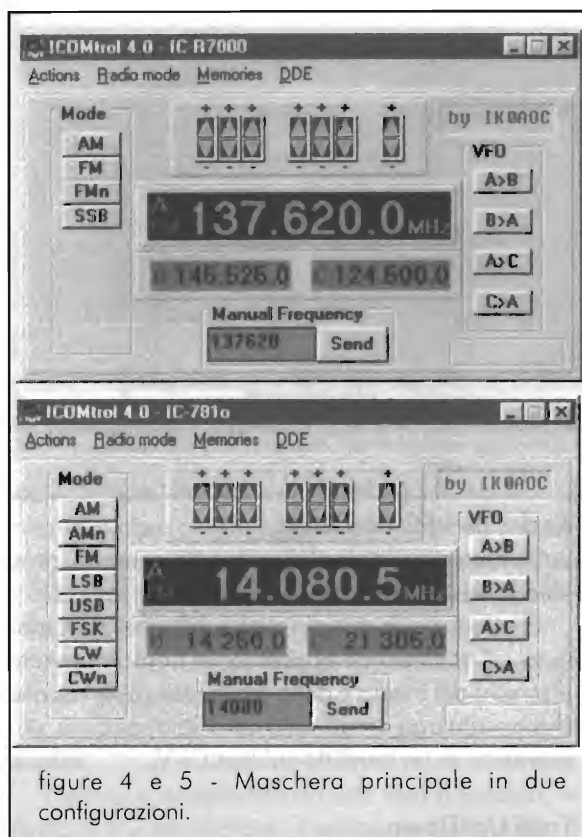 ICOMtrol 4.0 - IC-R7000
Actions Radio mode Memories DDE
Mode
AM
FM
FMn
SSB
+ + + + + + +
- - - - - - -
by IK0AOC
A
137.620.0 MHz
145.525.0
124.500.0
Manual Frequency
137620
Send
VFO
A>B
B>A
A>C
C>A
ICOMtrol 4.0 - IC-781o
Actions Radio mode Memories DDE
Mode
AM
AMn
FM
LSB
USB
FSK
CW
CWn
+ + + + + + +
- - - - - - -
by IK0AOC
A
14.080.5 MHz
14 250.0
21 305.0
Manual Frequency
14080
Send
VFO
A>B
B>A
A>C
C>A
figure 4 e 5 - Maschera principale in due
configurazioni.